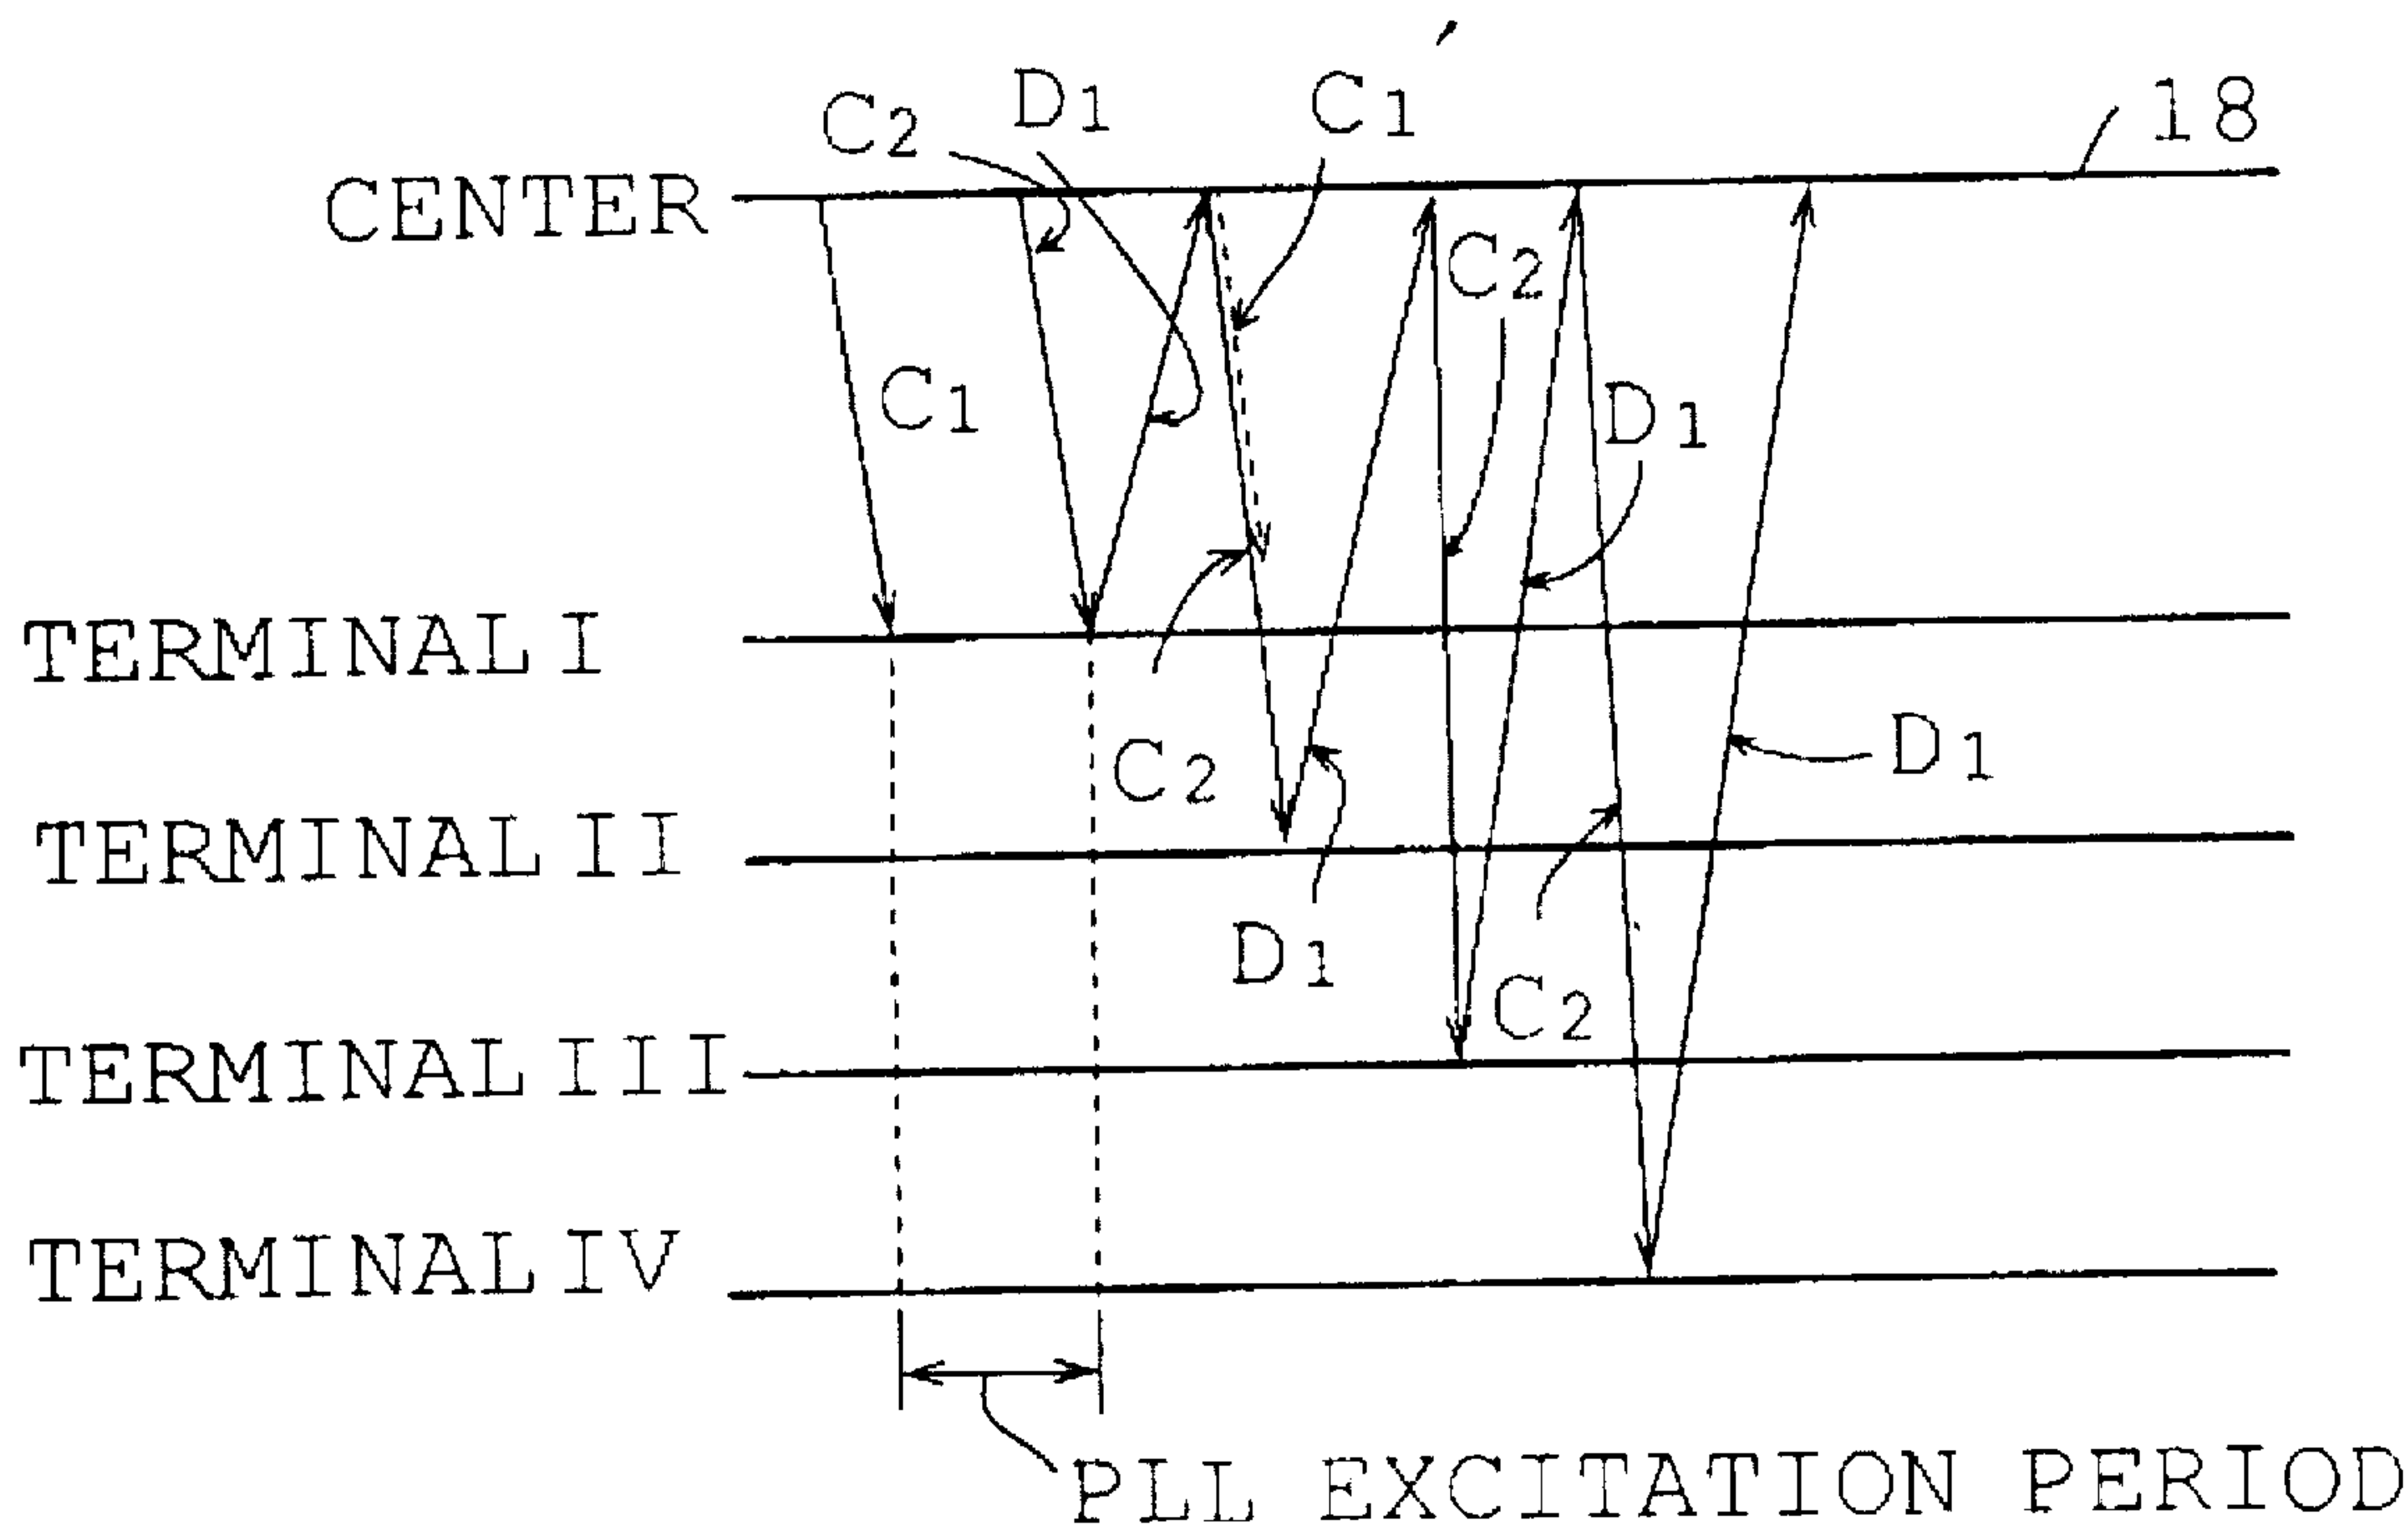 C1'
18
D1
C2
CENTER
C2
C1
D1
TERMINAL I
D1
C2
TERMINAL II
D1
C2
TERMINAL III
TERMINAL IV
PLL EXCITATION PERIOD